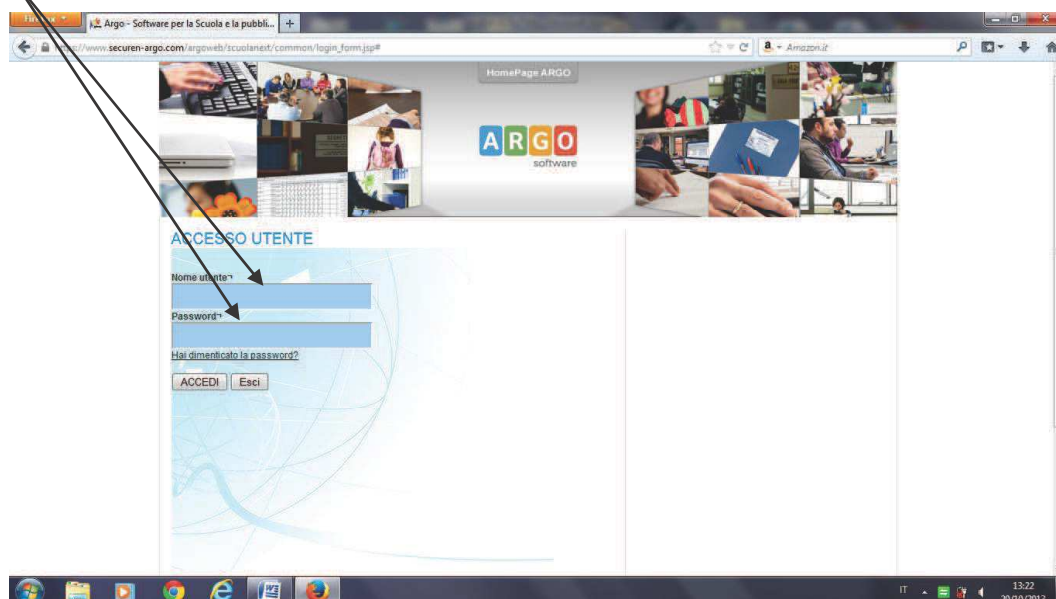 Firefox
Argo - Software per la Scuola e la pubbli...
www.securen-argo.com/argoweb/scuolanext/common/login_form.jsp#
Amazon.it
HomePage ARGO
ARGO
software
ACCESSO UTENTE
Nome utente¬
Password¬
Hai dimenticato la password?
ACCEDI Esci
IT
13:22